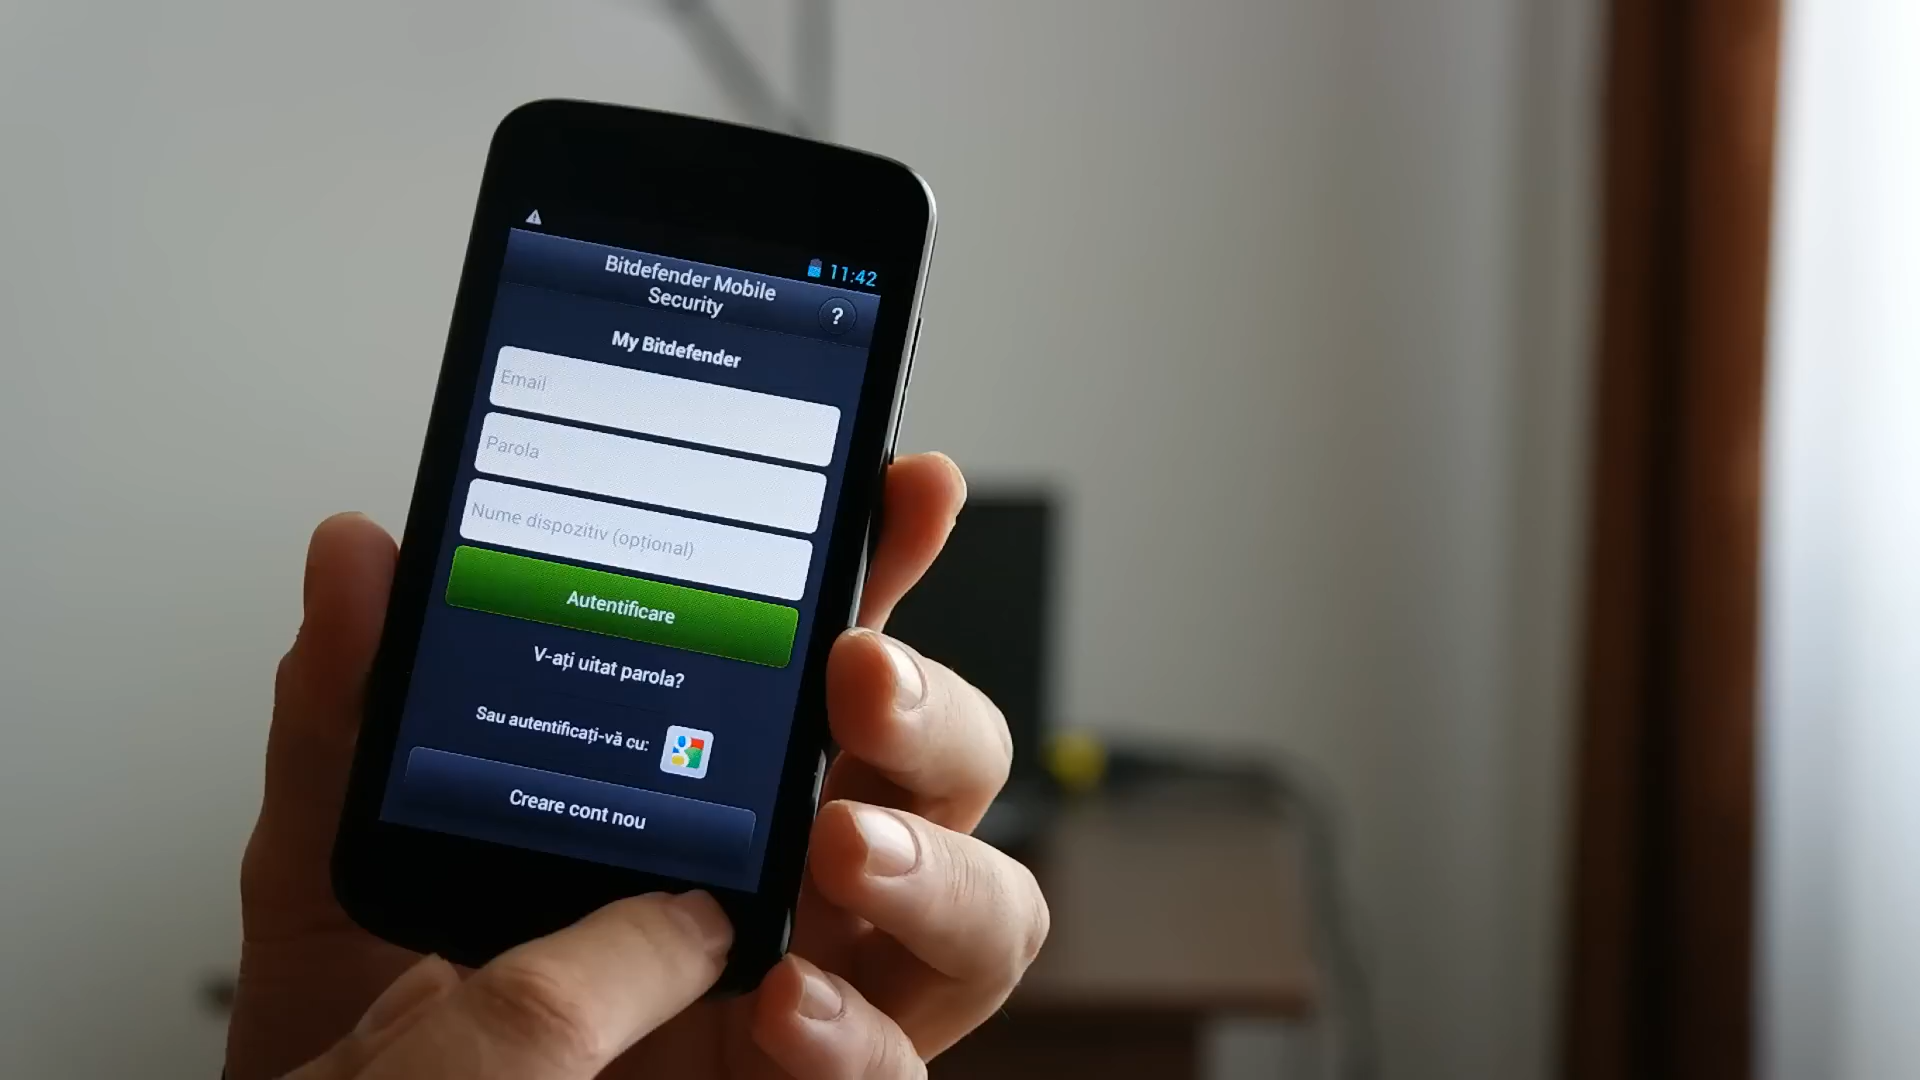 11:42
Bitdefender Mobile
Security
?
My Bitdefender
Email
Parola
Nume dispozitiv (opțional)
Autentificare
V-ați uitat parola?
Sau autentificați-vă cu:
g
Creare cont nou